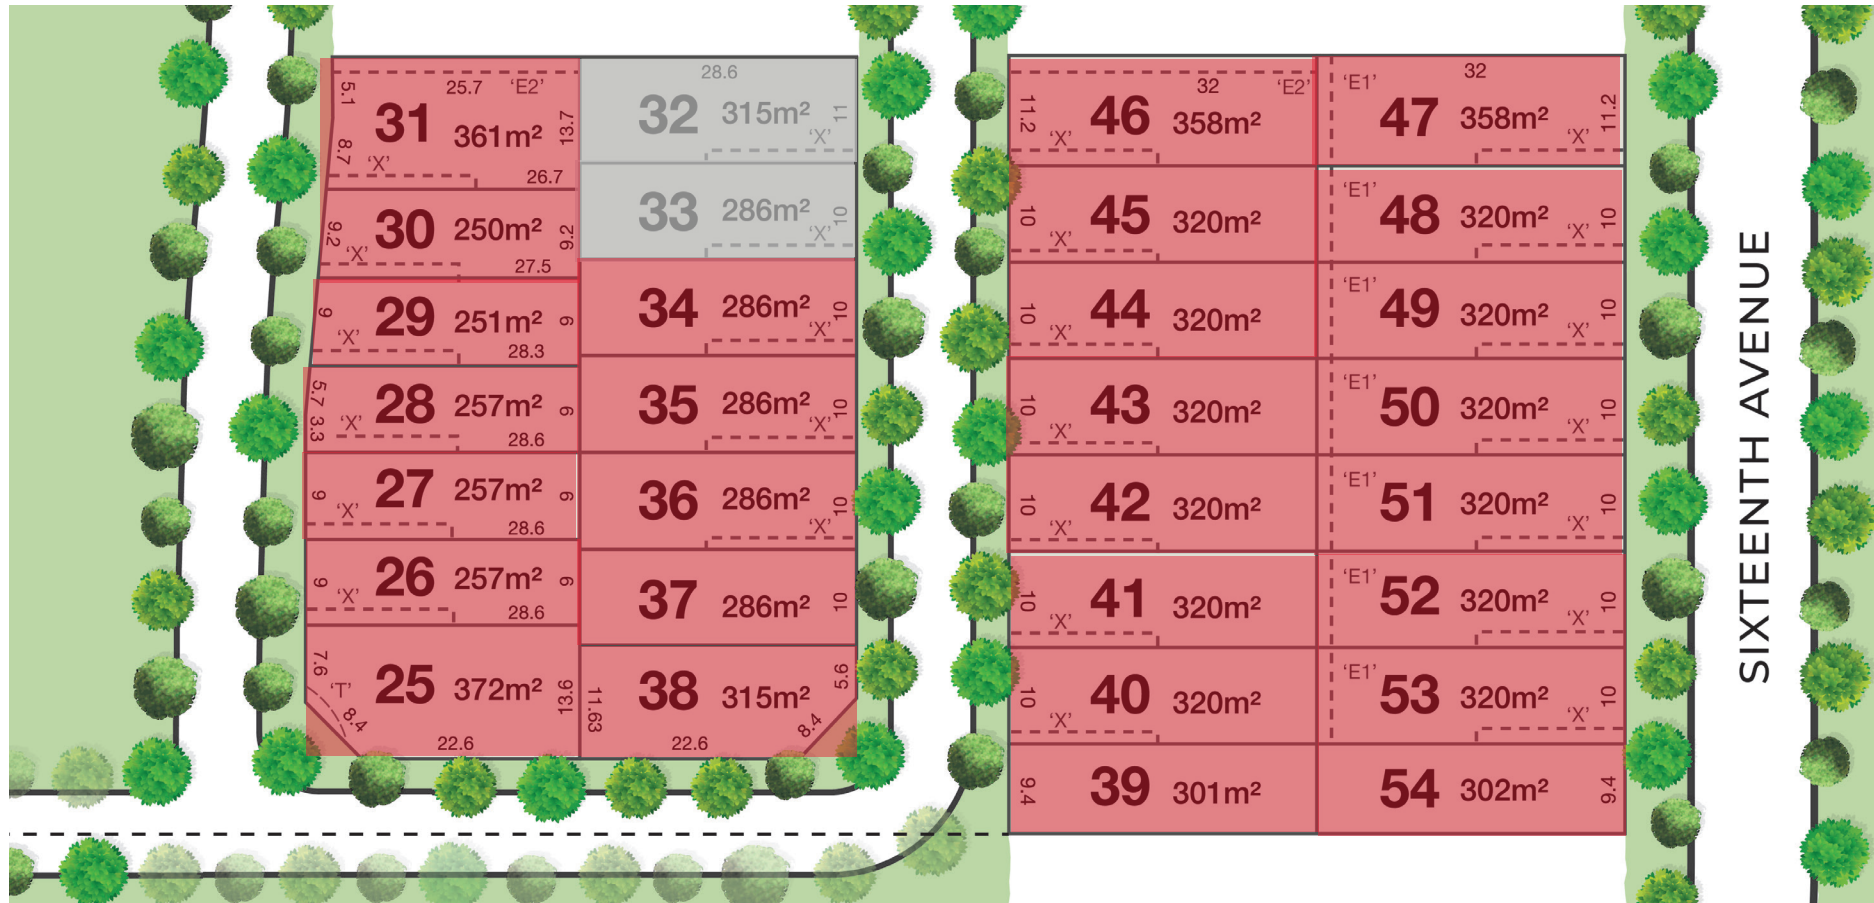 5.1
25.7 'E2'
31 361m²
13.7
8.7
'X'
26.7
28.6
32 315m²
11
'X'
9.2
30 250m²
9.2
'X'
27.5
33 286m²
10
'X'
9
29 251m²
9
'X'
28.3
34 286m²
10
'X'
5.7
28 257m²
9
3.3
'X'
28.6
35 286m²
10
'X'
9
27 257m²
9
'X'
28.6
36 286m²
10
'X'
9
26 257m²
9
'X'
28.6
37 286m²
10
7.6
'T'
8.4
25 372m²
13.6
22.6
11.63
38 315m²
5.6
8.4
22.6
32 'E2'
11.2
'X'
46 358m²
'E1'
32
47 358m²
11.2
'X'
10
'X'
45 320m²
'E1'
48 320m²
10
'X'
10
'X'
44 320m²
'E1'
49 320m²
10
'X'
10
'X'
43 320m²
'E1'
50 320m²
10
'X'
10
'X'
42 320m²
'E1'
51 320m²
10
'X'
10
'X'
41 320m²
'E1'
52 320m²
10
'X'
10
'X'
40 320m²
'E1'
53 320m²
10
'X'
9.4
39 301m²
54 302m²
9.4
SIXTEENTH AVENUE